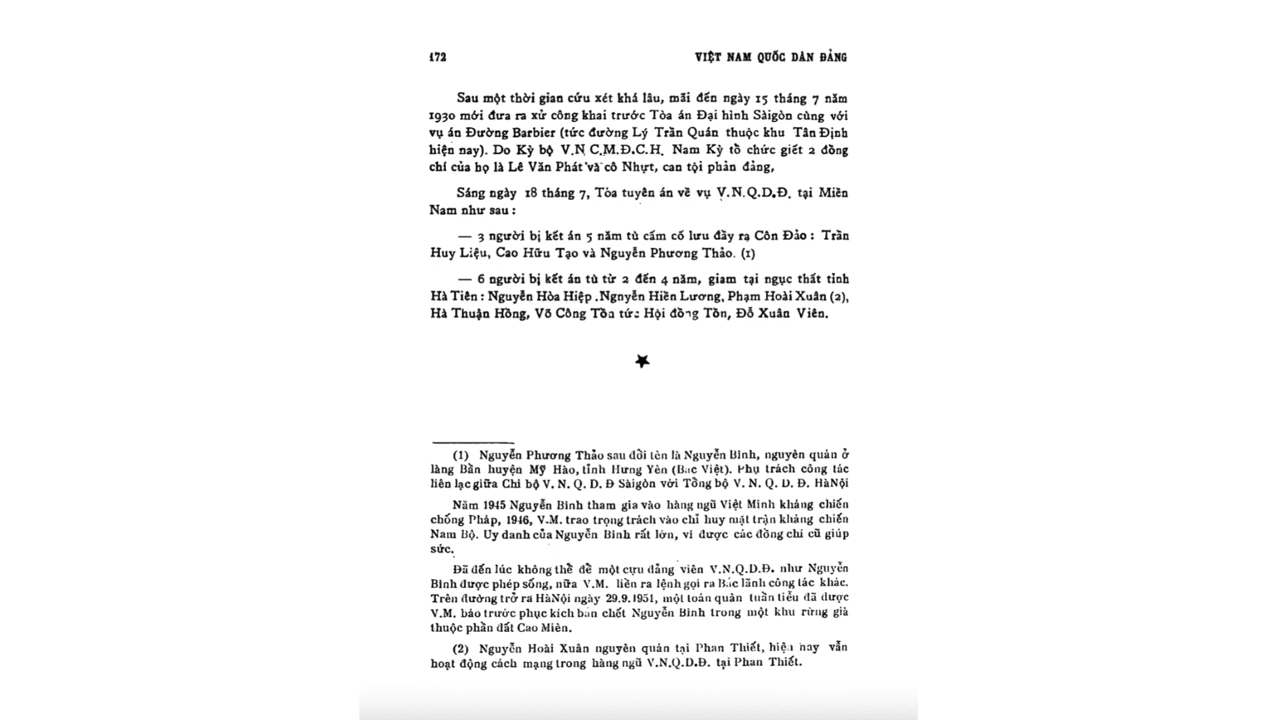 172 VIỆT NAM QUỐC DÂN ĐẢNG
Sau một thời gian cứu xét khá lâu, mãi đến ngày 15 tháng 7 năm
1930 mới đưa ra xử công khai trước Tòa án Đại hình Sàigòn cùng với
vụ án Đường Barbier (tức đường Lý Trần Quán thuộc khu Tân Định
hiện nay). Do Kỳ bộ V.N C.M.Đ.C.H. Nam Kỳ tổ chức giết 2 đồng
chí của họ là Lê Văn Phát và cô Nhựt, can tội phản đảng,
Sáng ngày 18 tháng 7, Tòa tuyên án về vụ V.N.Q.D.Đ. tại Miền
Nam như sau :
— 3 người bị kết án 5 năm tù cấm cố lưu đầy ra Côn Đảo : Trần
Huy Liệu, Cao Hữu Tạo và Nguyễn Phương Thảo. (1)
— 6 người bị kết án tù từ 2 đến 4 năm, giam tại ngục thất tỉnh
Hà Tiên : Nguyễn Hòa Hiệp .Ngnyễn Hiền Lương, Phạm Hoài Xuân (2),
Hà Thuận Hồng, Võ Công Tồn tức Hội đồng Tồn, Đỗ Xuân Viên.
(1) Nguyễn Phương Thảo sau đổi tên là Nguyễn Bình, nguyên quán ở
làng Bần huyện Mỹ Hào, tỉnh Hưng Yên (Bắc Việt). Phụ trách công tác
liên lạc giữa Chi bộ V. N. Q. D. Đ Sàigòn với Tổng bộ V. N. Q. D. Đ. HàNội
Năm 1945 Nguyễn Bình tham gia vào hàng ngũ Việt Minh kháng chiến
chống Pháp, 1946, V.M. trao trọng trách vào chỉ huy mặt trận kháng chiến
Nam Bộ. Uy danh của Nguyễn Bình rất lớn, vì được các đồng chí cũ giúp
sức.
Đã đến lúc không thể để một cựu đảng viên V.N.Q.D.Đ. như Nguyễn
Bình được phép sống, nữa V.M. liền ra lệnh gọi ra Bắc lãnh công tác khác.
Trên đường trở ra HàNội ngày 29.9.1951, một toán quân tuần tiễu đã được
V.M. báo trước phục kích bắn chết Nguyễn Bình trong một khu rừng già
thuộc phần đất Cao Miên.
(2) Nguyễn Hoài Xuân nguyên quán tại Phan Thiết, hiện nay vẫn
hoạt động cách mạng trong hàng ngũ V.N.Q.D.Đ. tại Phan Thiết.